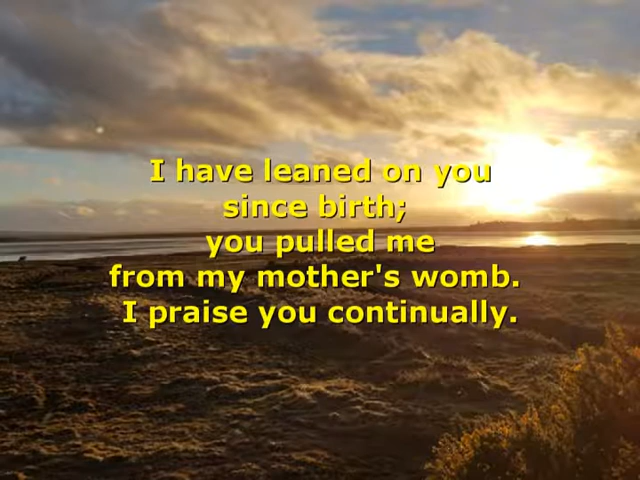 I have leaned on you
since birth;
you pulled me
from my mother's womb.
I praise you continually.